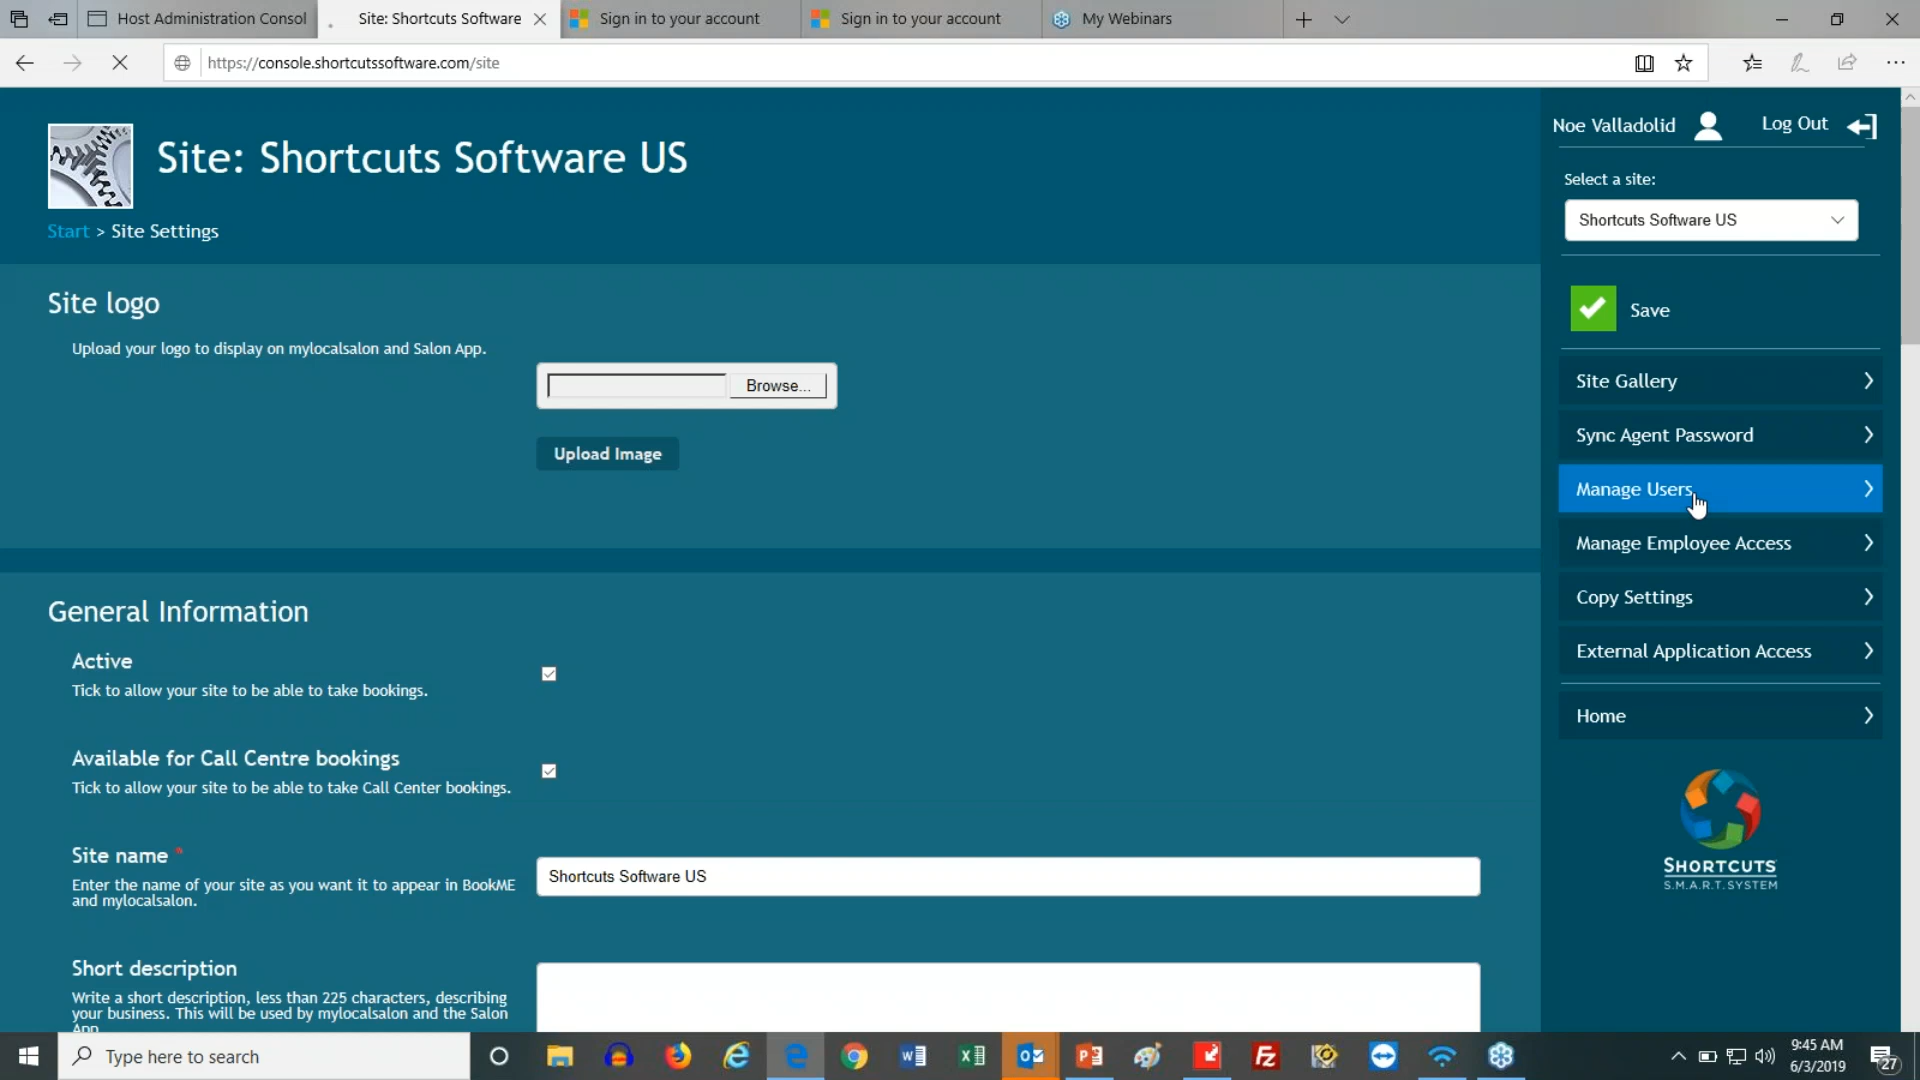 Host Administration Consol
Site: Shortcuts Software
Sign in to your account
Sign in to your account
My Webinars
https://console.shortcutssoftware.com/site
Site: Shortcuts Software US
Start > Site Settings
Noe Valladolid
Log Out
Select a site:
Shortcuts Software US
Save
Site Gallery
Sync Agent Password
Manage Users
Manage Employee Access
Copy Settings
External Application Access
Home
SHORTCUTS
S.M.A.R.T.SYSTEM
Site logo
Upload your logo to display on mylocalsalon and Salon App.
Browse...
Upload Image
General Information
Active
Tick to allow your site to be able to take bookings.
Available for Call Centre bookings
Tick to allow your site to be able to take Call Center bookings.
Site name *
Enter the name of your site as you want it to appear in BookME
and mylocalsalon.
Shortcuts Software US
Short description
Write a short description, less than 225 characters, describing
your business. This will be used by mylocalsalon and the Salon
App.
Type here to search
9:45 AM
6/3/2019
27